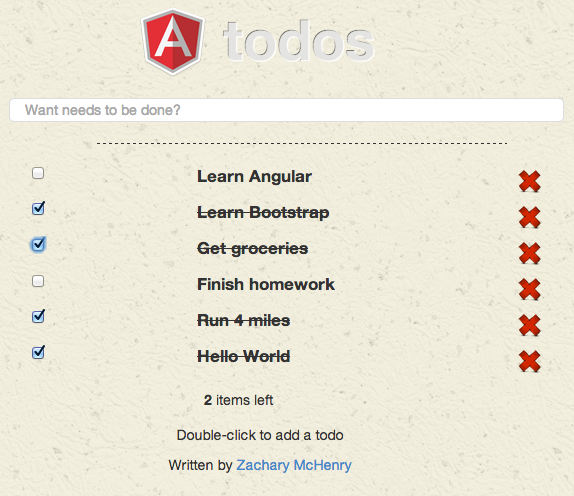 A todos
Want needs to be done?
Learn Angular
Learn Bootstrap
Get groceries
Finish homework
Run 4 miles
Hello World
2 items left
Double-click to add a todo
Written by Zachary McHenry